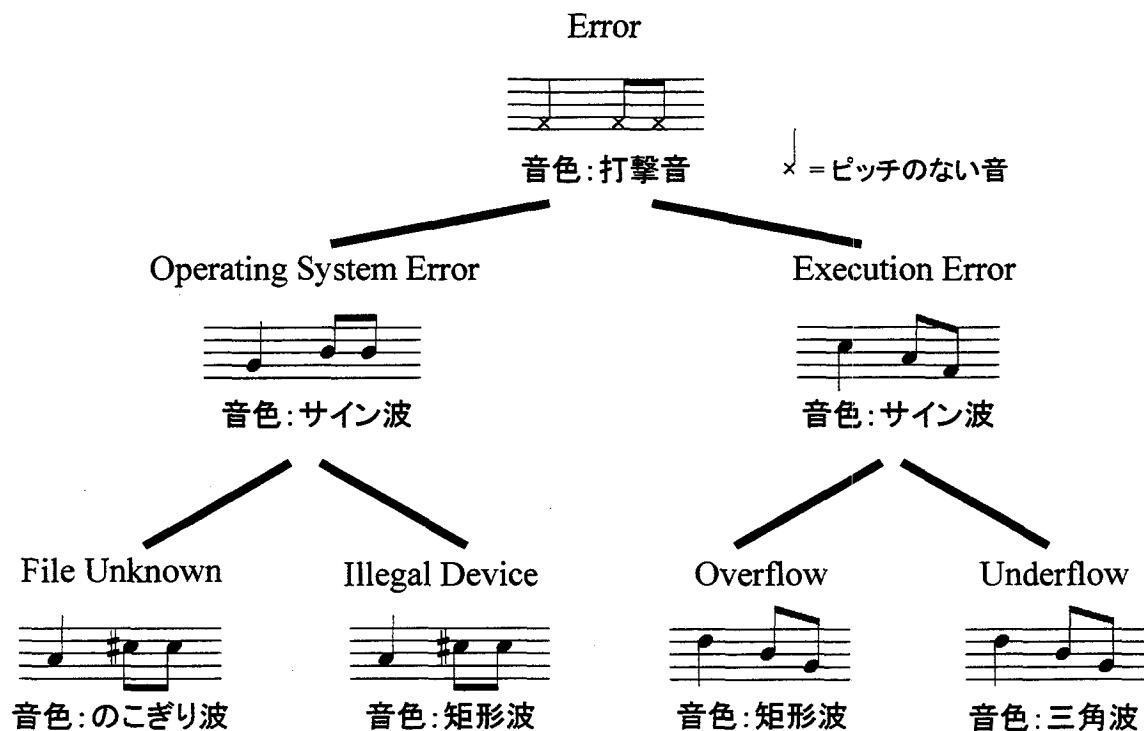 Error
音色:打撃音
× =ピッチのない音
Operating System Error
Execution Error
音色:サイン波
音色:サイン波
File Unknown
Illegal Device
Overflow
Underflow
音色:のこぎり波
音色:矩形波
音色:矩形波
音色:三角波